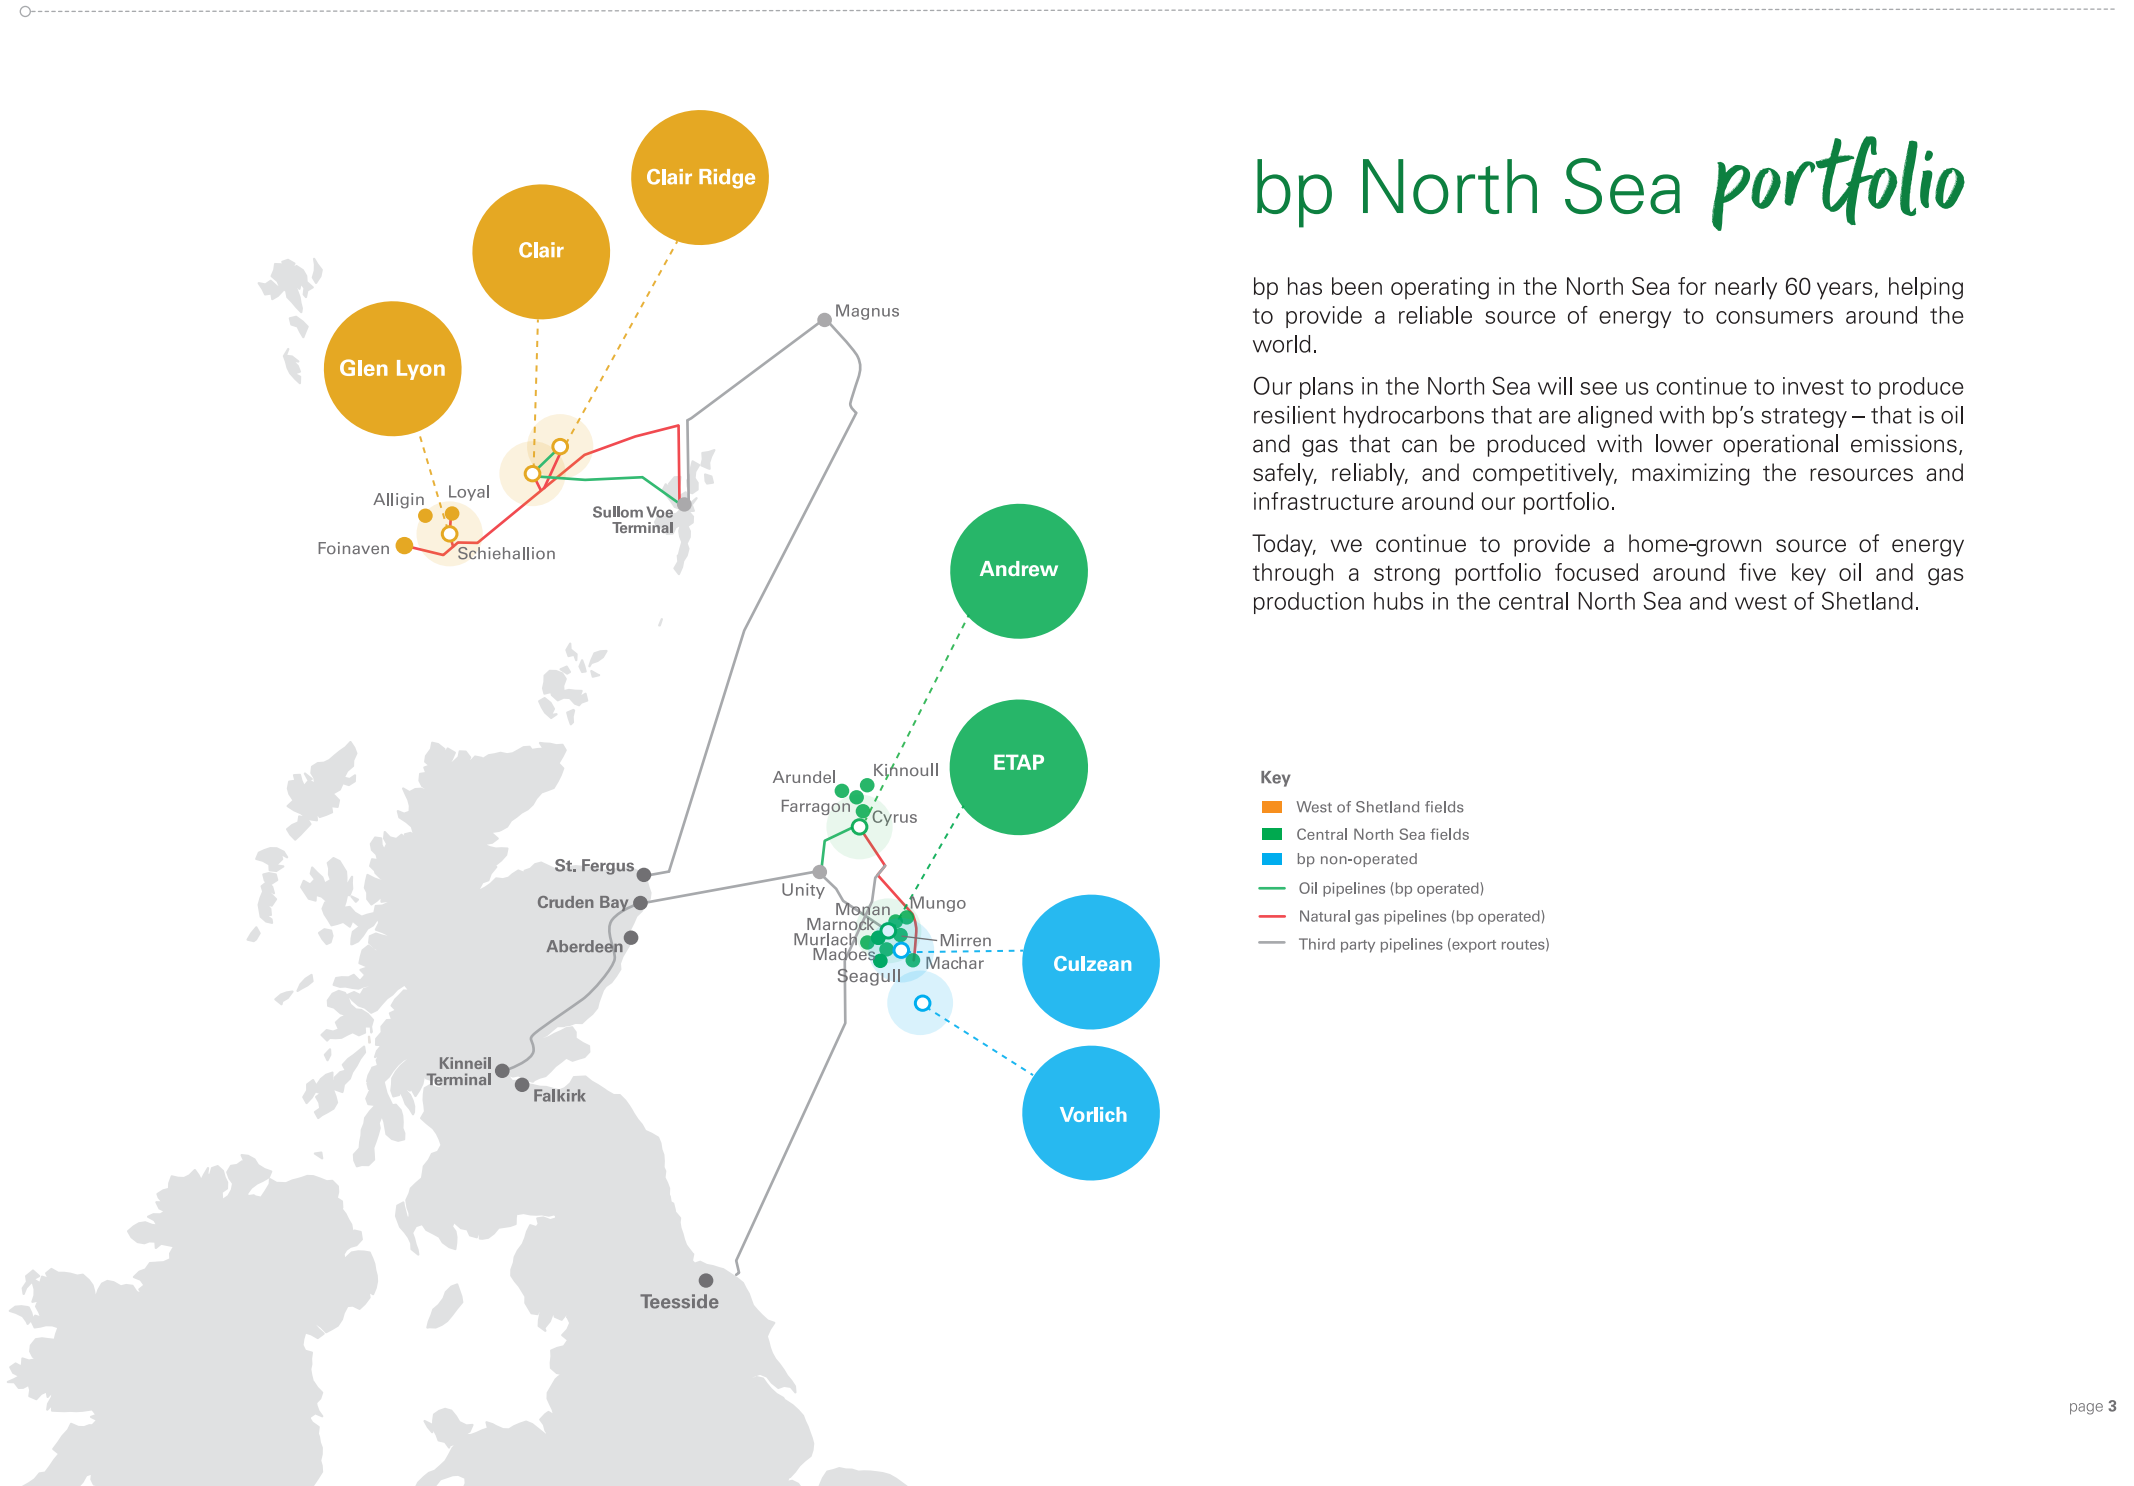 bp North Sea portfolio
bp has been operating in the North Sea for nearly 60 years, helping
to provide a reliable source of energy to consumers around the
world.
Our plans in the North Sea will see us continue to invest to produce
resilient hydrocarbons that are aligned with bp’s strategy – that is oil
and gas that can be produced with lower operational emissions,
safely, reliably, and competitively, maximizing the resources and
infrastructure around our portfolio.
Today, we continue to provide a home-grown source of energy
through a strong portfolio focused around five key oil and gas
production hubs in the central North Sea and west of Shetland.
Clair Ridge
Clair
Glen Lyon
Magnus
Alligin
Loyal
Foinaven
Schiehallion
Sullom Voe
Terminal
Andrew
ETAP
Arundel
Kinnoull
Farragon
Cyrus
St. Fergus
Cruden Bay
Aberdeen
Unity
Monan
Mungo
Marnock
Murlach
Mirren
Madoes
Machar
Seagull
Culzean
Vorlich
Kinneil
Terminal
Falkirk
Teesside
Key
West of Shetland fields
Central North Sea fields
bp non-operated
Oil pipelines (bp operated)
Natural gas pipelines (bp operated)
Third party pipelines (export routes)
page 3